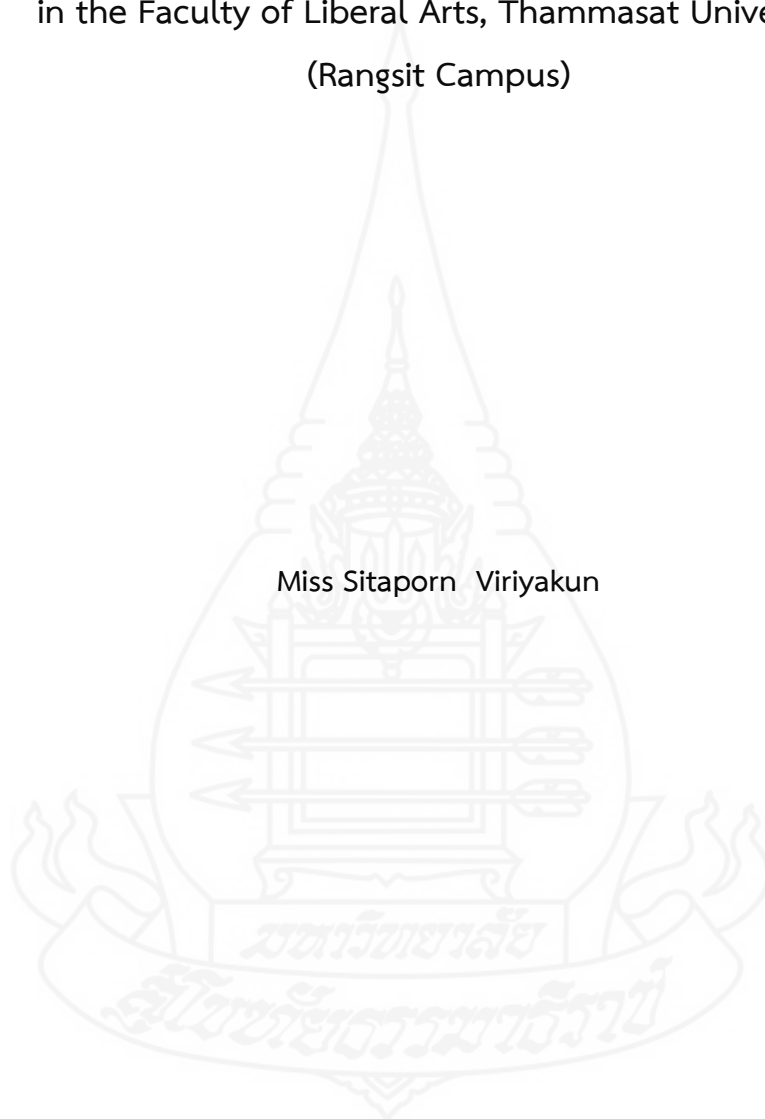 in the Faculty of Liberal Arts, Thammasat Unive
(Rangsit Campus)
Miss Sitaporn Viriyakun
มหาวิทยาลัย
สุโขทัยธรรมาธิราช